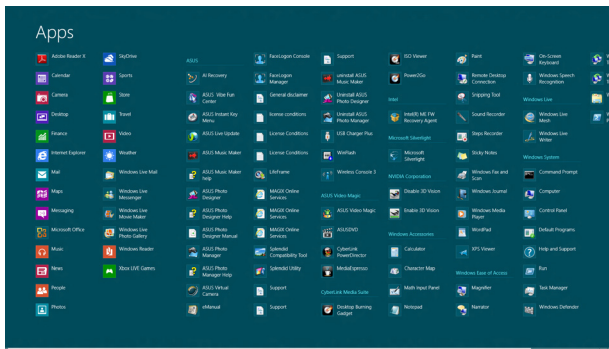 Apps
Adobe Reader X
Calendar
Camera
Desktop
Finance
Internet Explorer
Mail
Maps
Messaging
Microsoft Office
Music
News
People
Photos
SkyDrive
Sports
Store
Travel
Video
Weather
Windows Live Mail
Windows Live
Messenger
Windows Live
Movie Maker
Windows Live
Photo Gallery
Windows Reader
Xbox LIVE Games
ASUS
AI Recovery
ASUS Vibe Fun
Center
ASUS Instant Key
Menu
ASUS Live Update
ASUS Music Maker
ASUS Music Maker
help
ASUS Photo
Designer
ASUS Photo
Designer Help
ASUS Photo
Designer Manual
ASUS Photo
Manager
ASUS Photo
Manager Help
ASUS Virtual
Camera
eManual
FaceLogon Console
FaceLogon
Manager
General disclaimer
license conditions
License Conditions
License Conditions
LifeFrame
MAGIX Online
Services
MAGIX Online
Services
MAGIX Online
Services
Splendid
Compatibility Tool
Splendid Utility
Support
Support
Support
uninstall ASUS
Music Maker
Uninstall ASUS
Photo Designer
Uninstall ASUS
Photo Manager
USB Charger Plus
WinFlash
Wireless Console 3
ASUS Video Magic
ASUS Video Magic
ASUSDVD
CyberLink
PowerDirector
MediaEspresso
CyberLink Media Suite
Desktop Burning
Gadget
ISO Viewer
Power2Go
Intel
Intel(R) ME FW
Recovery Agent
Microsoft Silverlight
Microsoft
Silverlight
NVIDIA Corporation
Disable 3D Vision
Enable 3D Vision
Windows Accessories
Calculator
Character Map
Math Input Panel
Notepad
Paint
Remote Desktop
Connection
Snipping Tool
Sound Recorder
Steps Recorder
Sticky Notes
Windows Fax and
Scan
Windows Journal
Windows Media
Player
WordPad
XPS Viewer
Windows Ease of Access
Magnifier
Narrator
On-Screen
Keyboard
Windows Speech
Recognition
Windows Live
Windows Live
Mesh
Windows Live
Writer
Windows System
Command Prompt
Computer
Control Panel
Default Programs
Help and Support
Run
Task Manager
Windows Defender